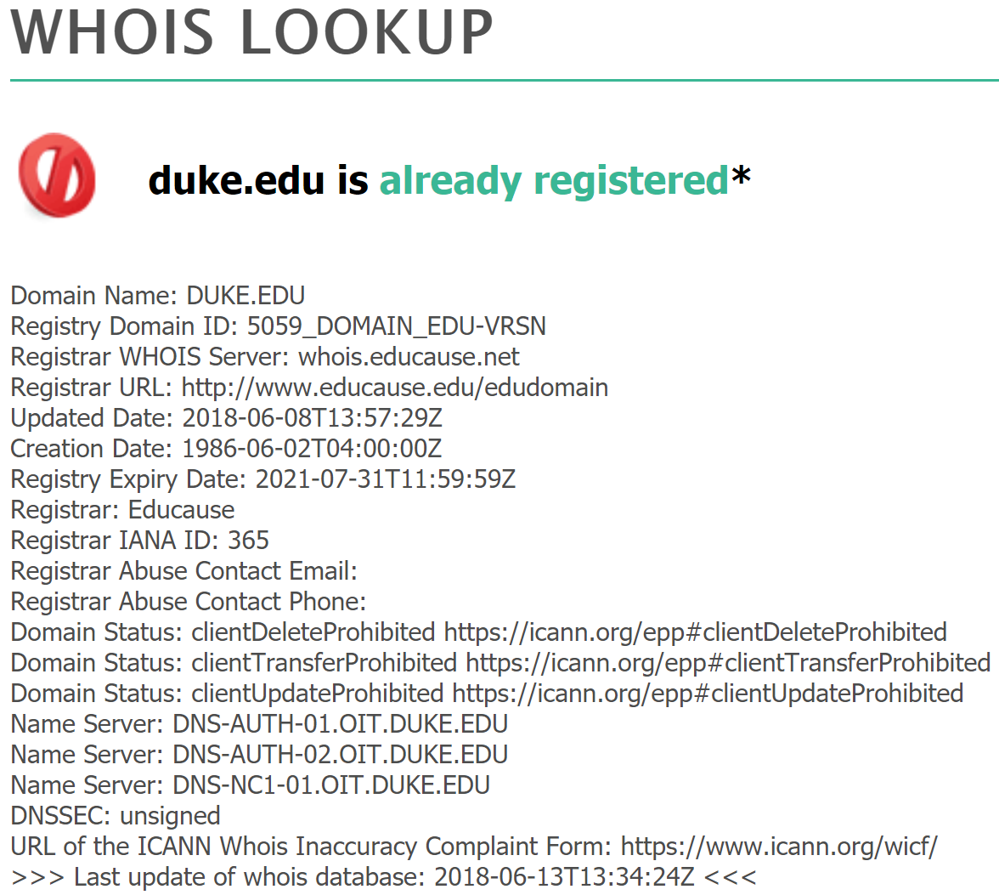 WHOIS LOOKUP
duke.edu is already registered*
Domain Name: DUKE.EDU
Registry Domain ID: 5059_DOMAIN_EDU-VRSN
Registrar WHOIS Server: whois.educause.net
Registrar URL: http://www.educause.edu/edudomain
Updated Date: 2018-06-08T13:57:29Z
Creation Date: 1986-06-02T04:00:00Z
Registry Expiry Date: 2021-07-31T11:59:59Z
Registrar: Educause
Registrar IANA ID: 365
Registrar Abuse Contact Email:
Registrar Abuse Contact Phone:
Domain Status: clientDeleteProhibited https://icann.org/epp#clientDeleteProhibited
Domain Status: clientTransferProhibited https://icann.org/epp#clientTransferProhibited
Domain Status: clientUpdateProhibited https://icann.org/epp#clientUpdateProhibited
Name Server: DNS-AUTH-01.OIT.DUKE.EDU
Name Server: DNS-AUTH-02.OIT.DUKE.EDU
Name Server: DNS-NC1-01.OIT.DUKE.EDU
DNSSEC: unsigned
URL of the ICANN Whois Inaccuracy Complaint Form: https://www.icann.org/wicf/
>>> Last update of whois database: 2018-06-13T13:34:24Z <<<